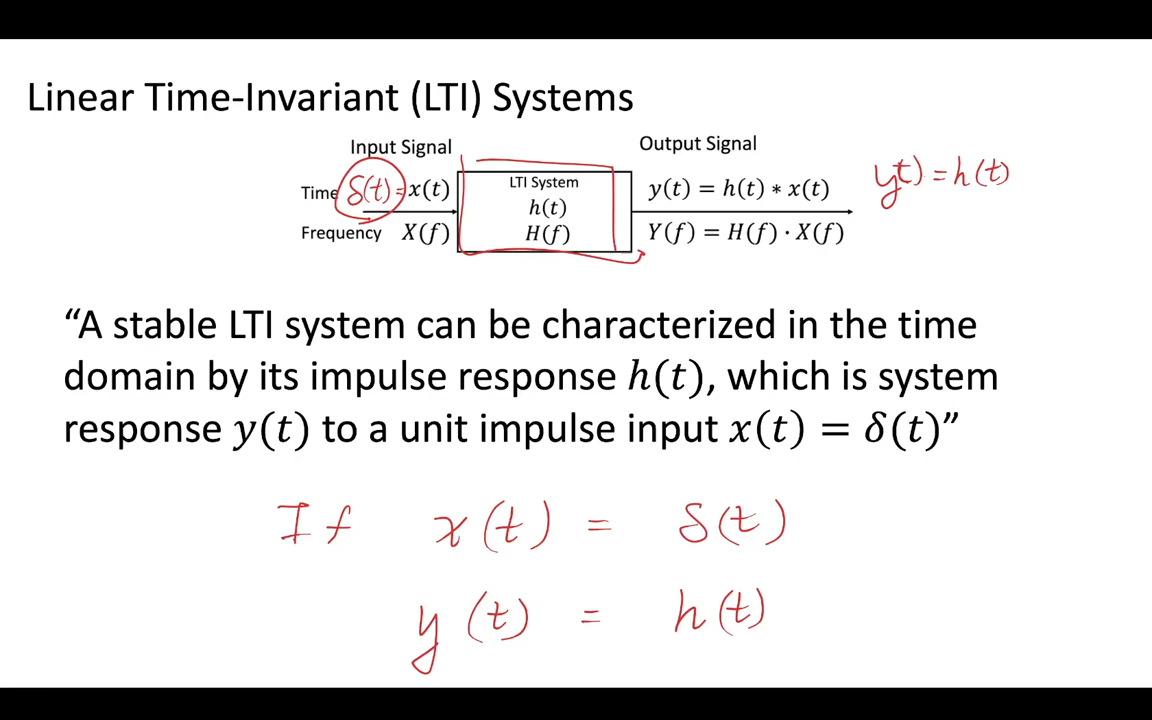 Linear Time-Invariant (LTI) Systems
Input Signal
Output Signal
Time δ(t) = x(t)
LTI System
h(t)
H(f)
y(t) = h(t) ∗ x(t)
y(t) = h(t)
Frequency X(f)
Y(f) = H(f) · X(f)
“A stable LTI system can be characterized in the time
domain by its impulse response h(t), which is system
response y(t) to a unit impulse input x(t) = δ(t)”
If x(t) = δ(t)
y(t) = h(t)